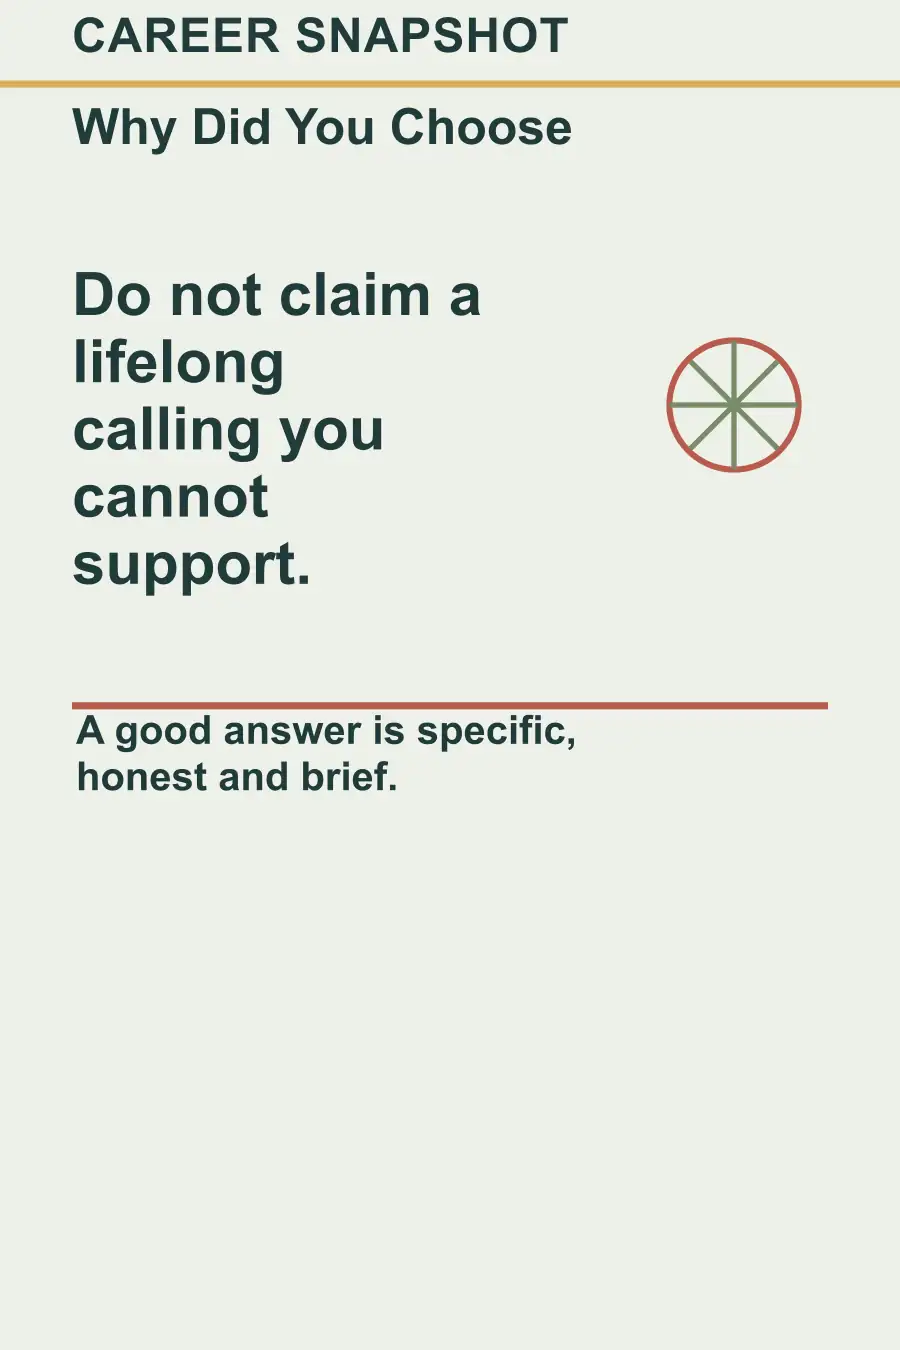 CAREER SNAPSHOT
Why Did You Choose
Do not claim a
lifelong
calling you
cannot
support.
A good answer is specific,
honest and brief.